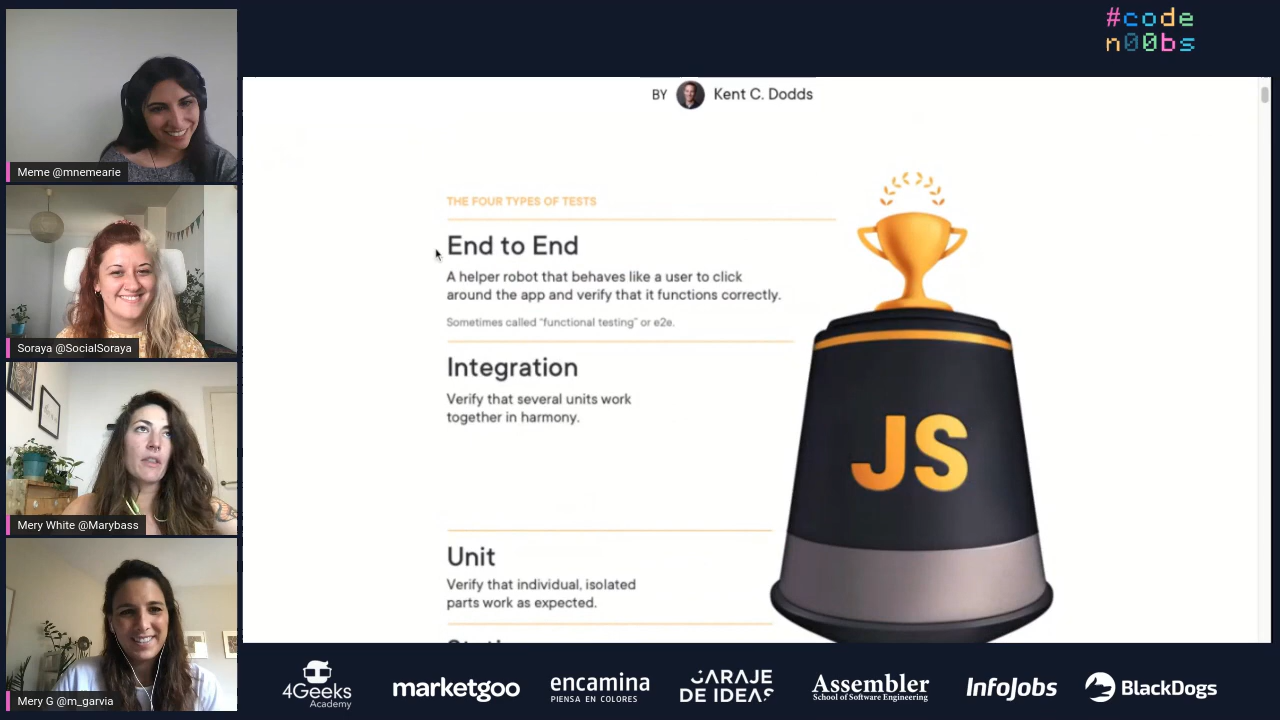 #code
n00bs
Meme @mnemearie
Soraya @SocialSoraya
Mery White @Marybass
Mery G @m_garvia
BY Kent C. Dodds
THE FOUR TYPES OF TESTS
End to End
A helper robot that behaves like a user to click
around the app and verify that it functions correctly.
Sometimes called "functional testing" or e2e.
Integration
Verify that several units work
together in harmony.
Unit
Verify that individual, isolated
parts work as expected.
JS
4Geeks
Academy
marketgoo
encamina
PIENSA EN COLORES
GARAJE
DE IDEAS
Assembler
School of Software Engineering
InfoJobs
BlackDogs